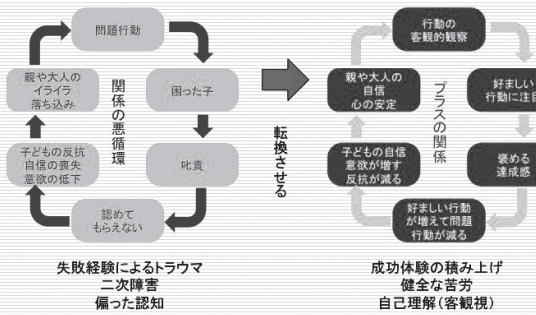 問題行動
困った子
叱責
認めて
もらえない
子どもの反抗
自信の喪失
意欲の低下
親や大人の
イライラ
落ち込み
関係の悪循環
転換させる
行動の
客観的観察
好ましい
行動に注目
褒める
達成感
好ましい行動
が増えて問題
行動が減る
子どもの自信
意欲が増す
反抗が減る
親や大人の
自信
心の安定
プラスの関係
失敗経験によるトラウマ
二次障害
偏った認知
成功体験の積み上げ
健全な苦労
自己理解（客観視）